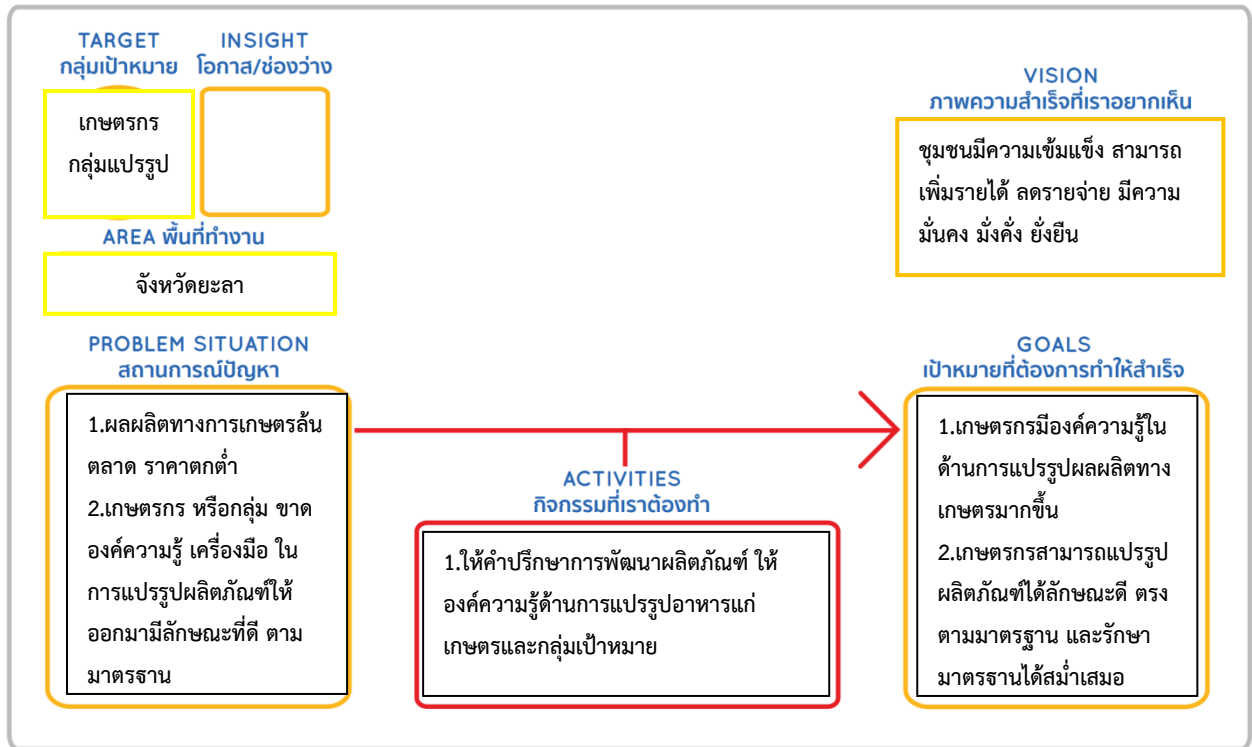 TARGET
กลุ่มเป้าหมาย
INSIGHT
โอกาส/ช่องว่าง
เกษตรกร
กลุ่มแปรรูป
AREA พื้นที่ทำงาน
จังหวัดยะลา
VISION
ภาพความสำเร็จที่เราอยากเห็น
ชุมชนมีความเข้มแข็ง สามารถ
เพิ่มรายได้ ลดรายจ่าย มีความ
มั่นคง มั่งคั่ง ยั่งยืน
PROBLEM SITUATION
สถานการณ์ปัญหา
1.ผลผลิตทางการเกษตรล้น
ตลาด ราคาตกต่ำ
2.เกษตรกร หรือกลุ่ม ขาด
องค์ความรู้ เครื่องมือ ใน
การแปรรูปผลิตภัณฑ์ให้
ออกมามีลักษณะที่ดี ตาม
มาตรฐาน
ACTIVITIES
กิจกรรมที่เราต้องทำ
1.ให้คำปรึกษาการพัฒนาผลิตภัณฑ์ ให้
องค์ความรู้ด้านการแปรรูปอาหารแก่
เกษตรและกลุ่มเป้าหมาย
GOALS
เป้าหมายที่ต้องการทำให้สำเร็จ
1.เกษตรกรมีองค์ความรู้ใน
ด้านการแปรรูปผลผลิตทาง
เกษตรมากขึ้น
2.เกษตรกรสามารถแปรรูป
ผลิตภัณฑ์ได้ลักษณะดี ตรง
ตามมาตรฐาน และรักษา
มาตรฐานได้สม่ำเสมอ